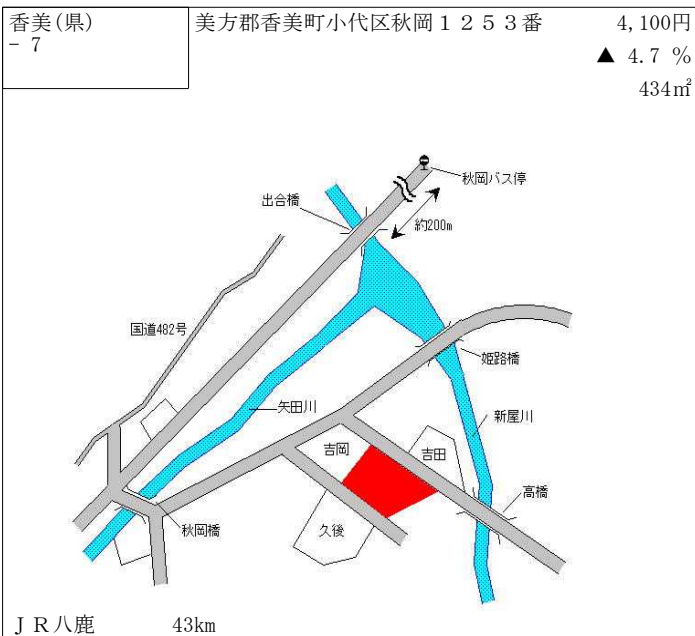 香美(県)
- 7
美方郡香美町小代区秋岡１２５３番
4,100円
▲ 4.7 %
434㎡
秋岡バス停
出合橋
約200m
国道482号
姫路橋
矢田川
新屋川
吉岡
吉田
高橋
久後
秋岡橋
ＪＲ八鹿 43km